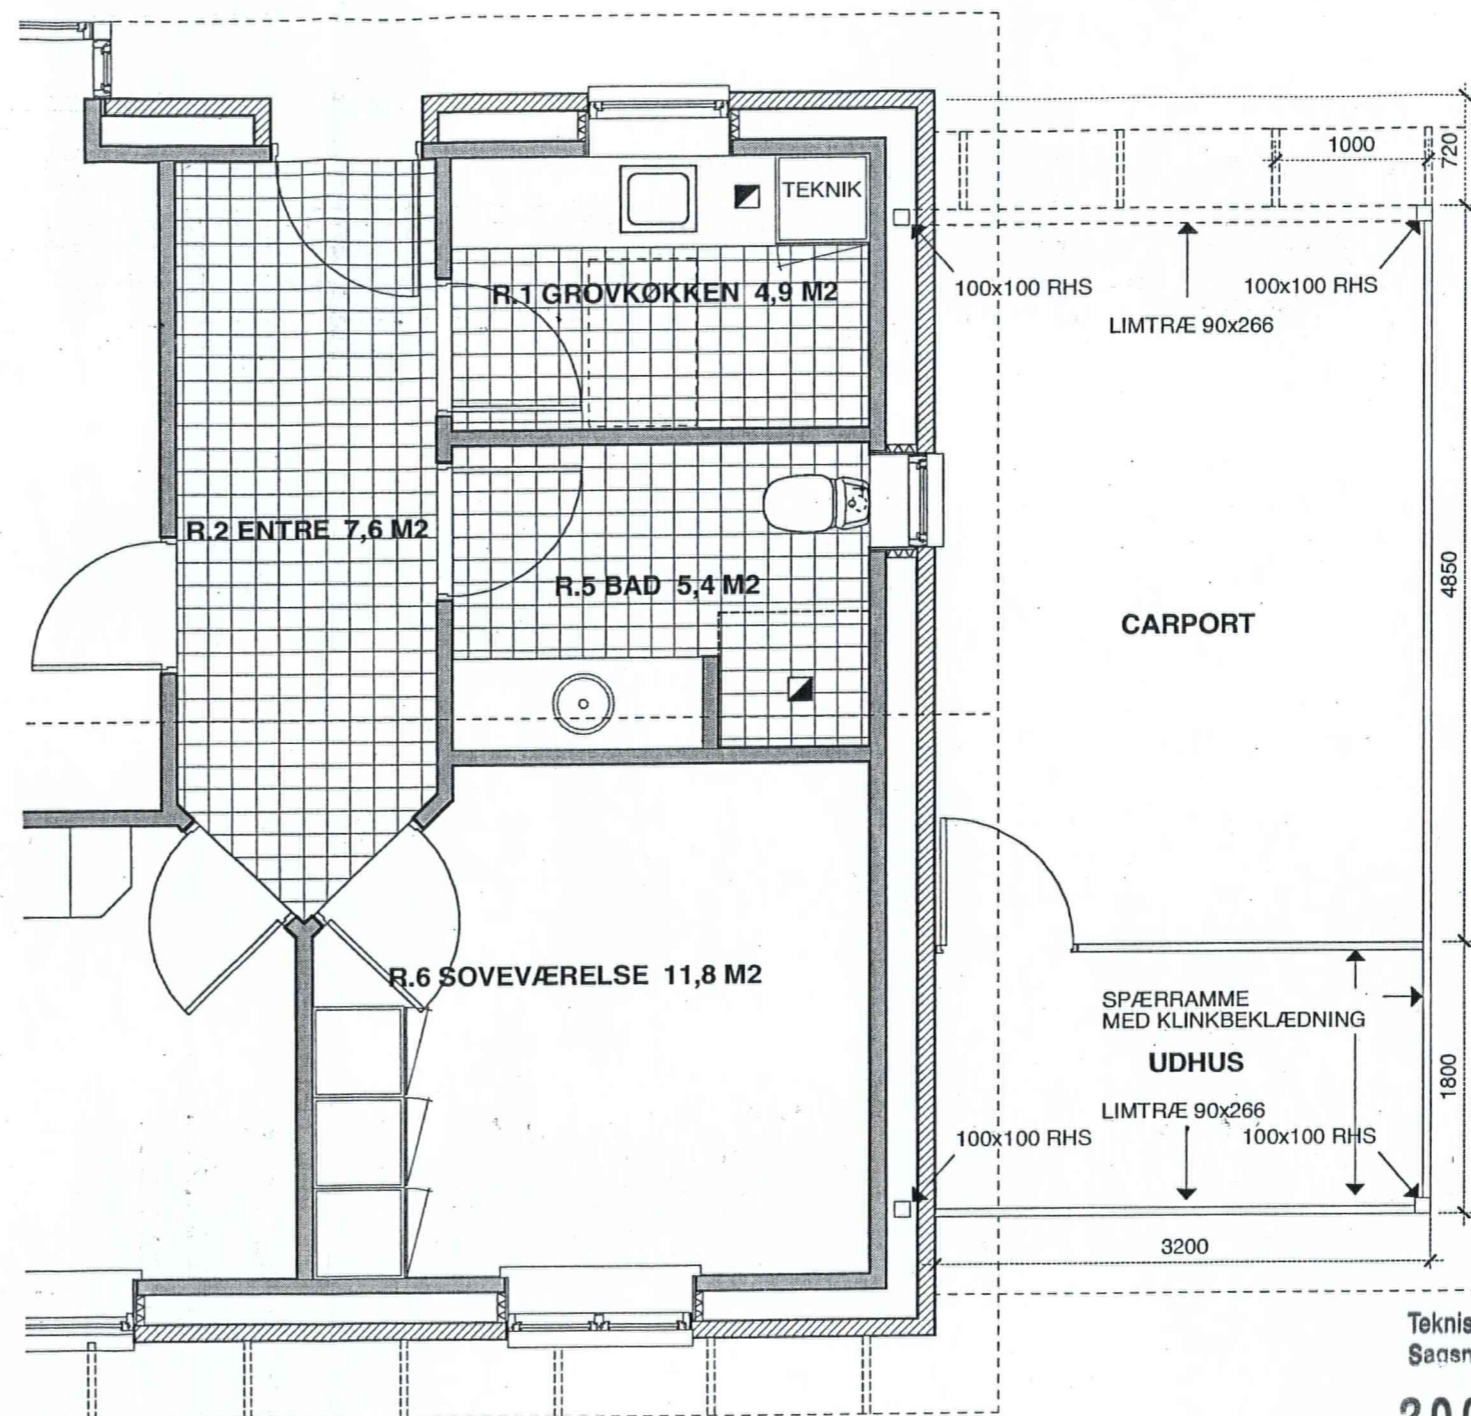 1000
720
TEKNIK
100x100 RHS
100x100 RHS
R.1 GROVKØKKEN 4,9 M2
LIMTRÆ 90x266
R.2 ENTRE 7,6 M2
R.5 BAD 5,4 M2
4850
CARPORT
R.6 SOVEVÆRELSE 11,8 M2
SPÆRRAMME
MED KLINKBEKLÆDNING
UDHUS
1800
LIMTRÆ 90x266
100x100 RHS
100x100 RHS
3200
Teknis
Sagsn